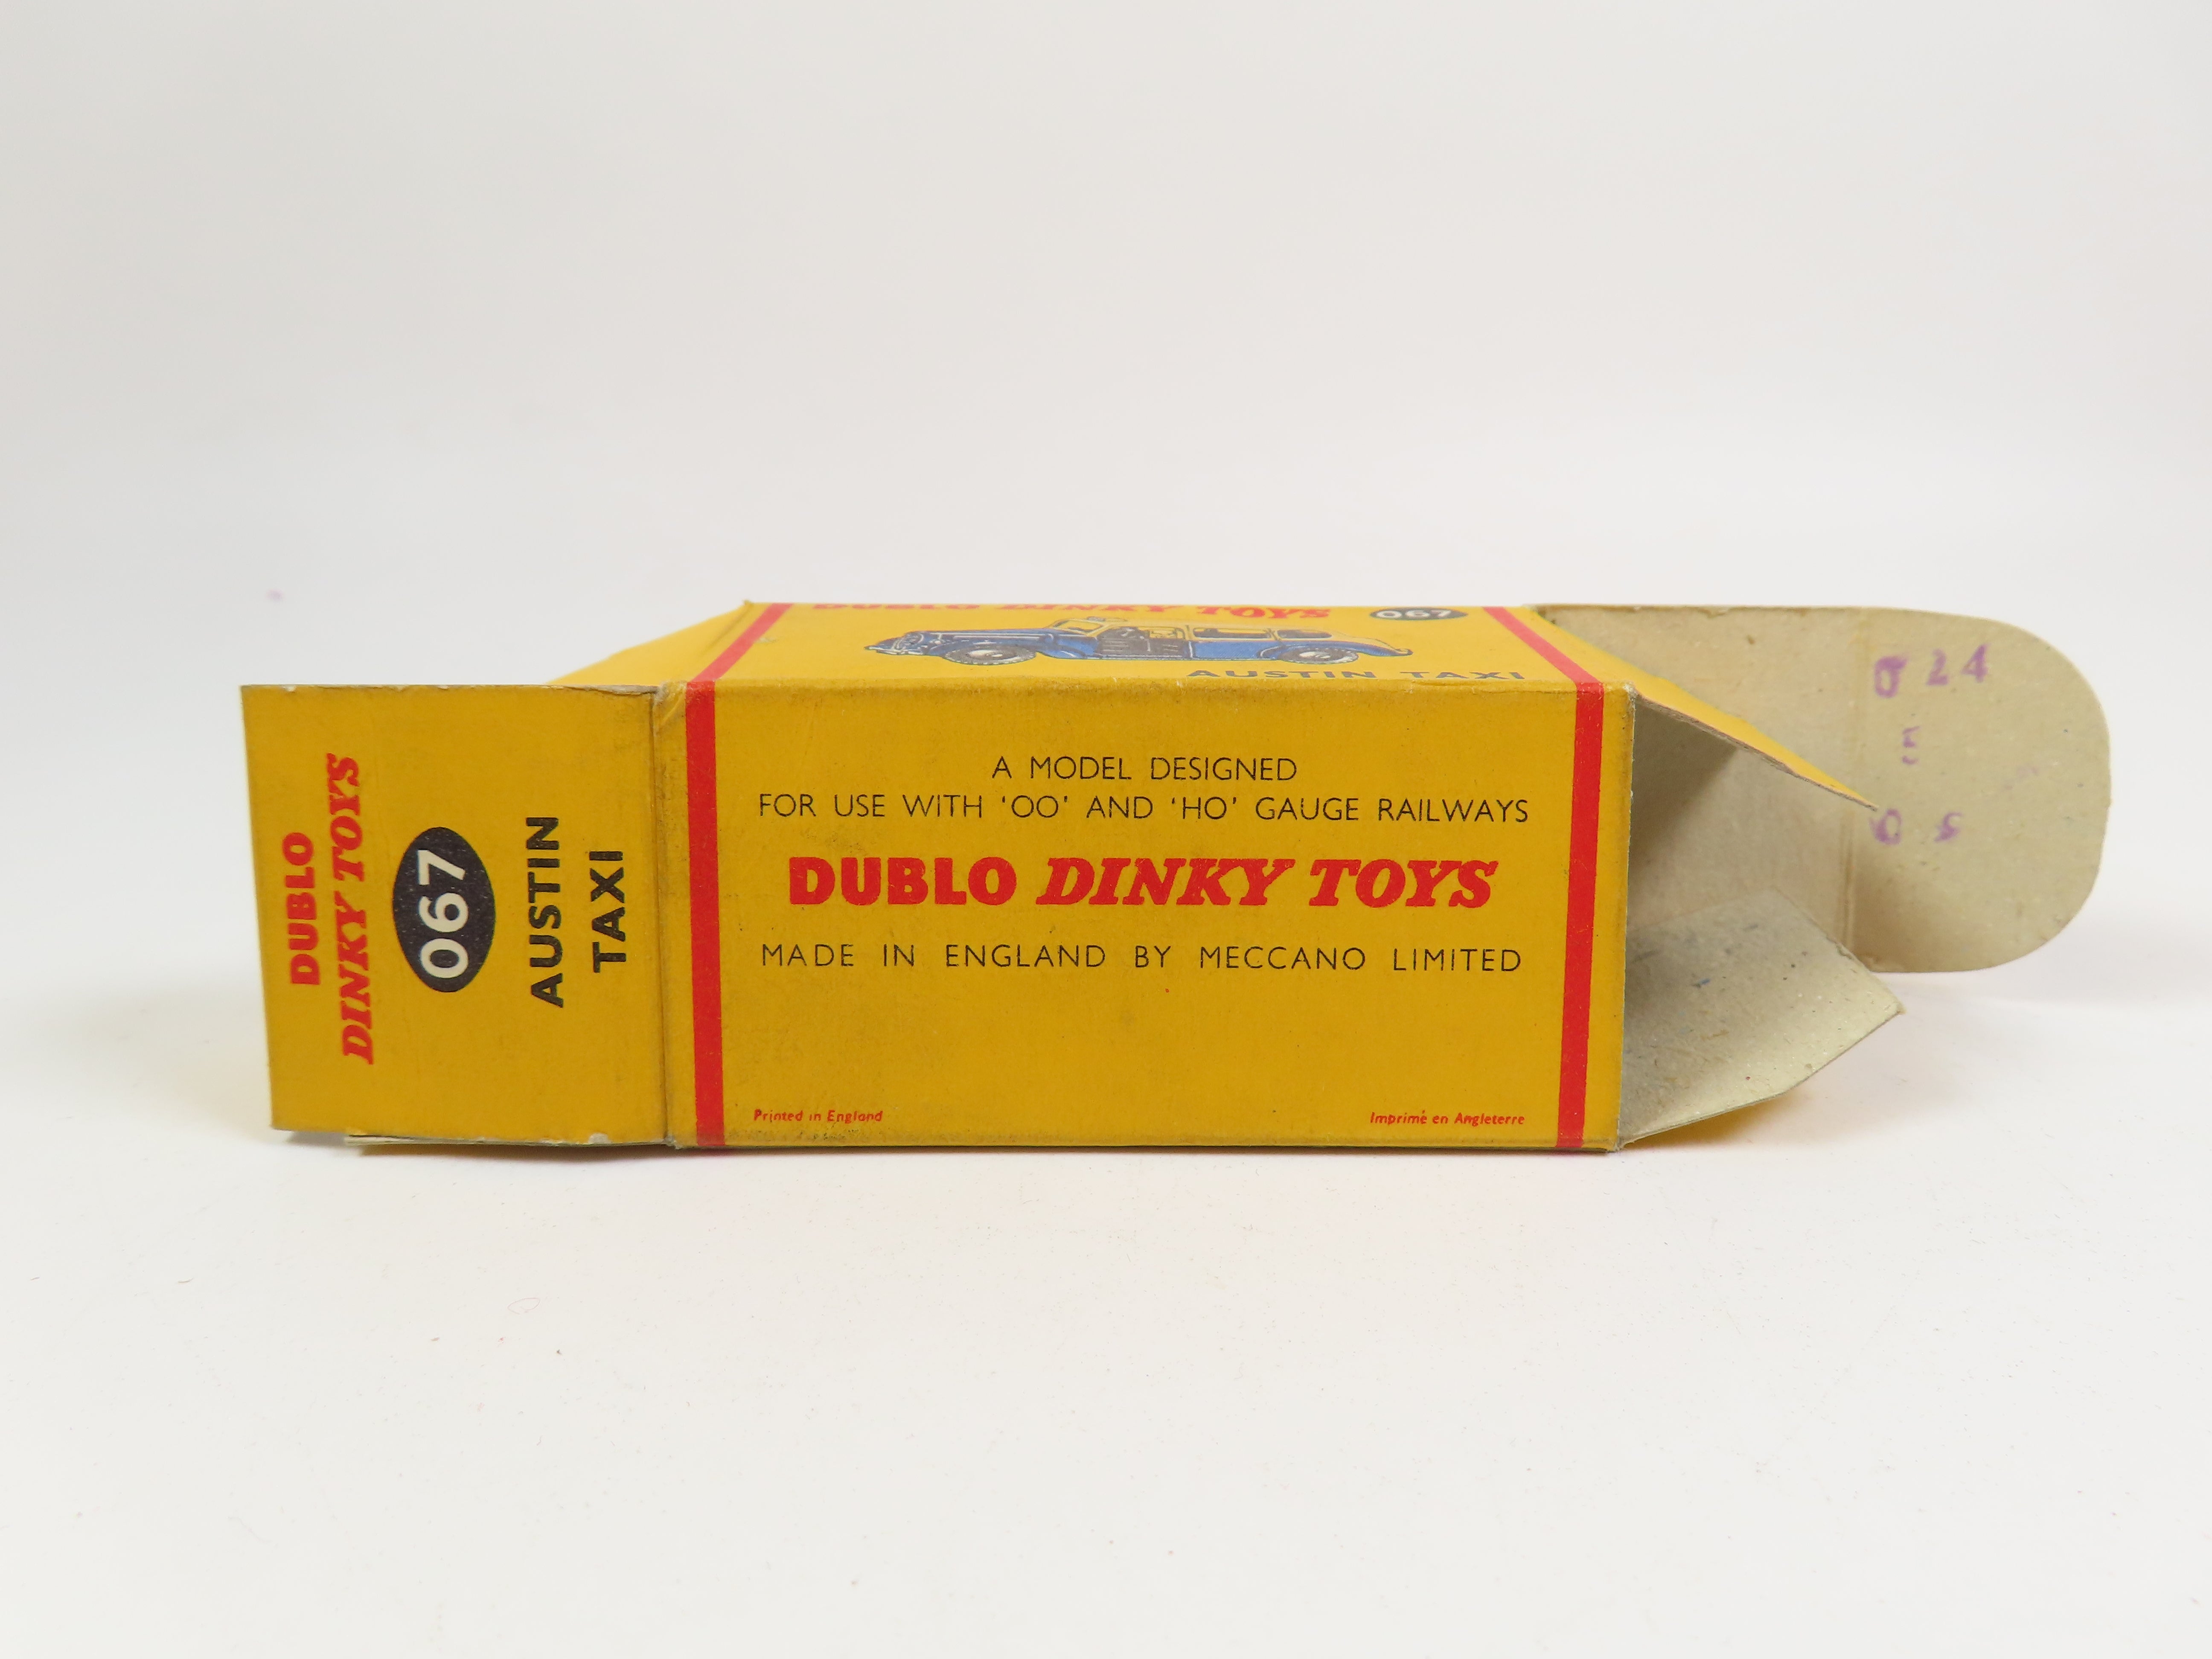 DUBLO DINKY TOYS 067
AUSTIN TAXI
DUBLO
DINKY TOYS
067
AUSTIN
TAXI
A MODEL DESIGNED
FOR USE WITH 'OO' AND 'HO' GAUGE RAILWAYS
DUBLO DINKY TOYS
MADE IN ENGLAND BY MECCANO LIMITED
Printed in England
Imprimé en Angleterre
024